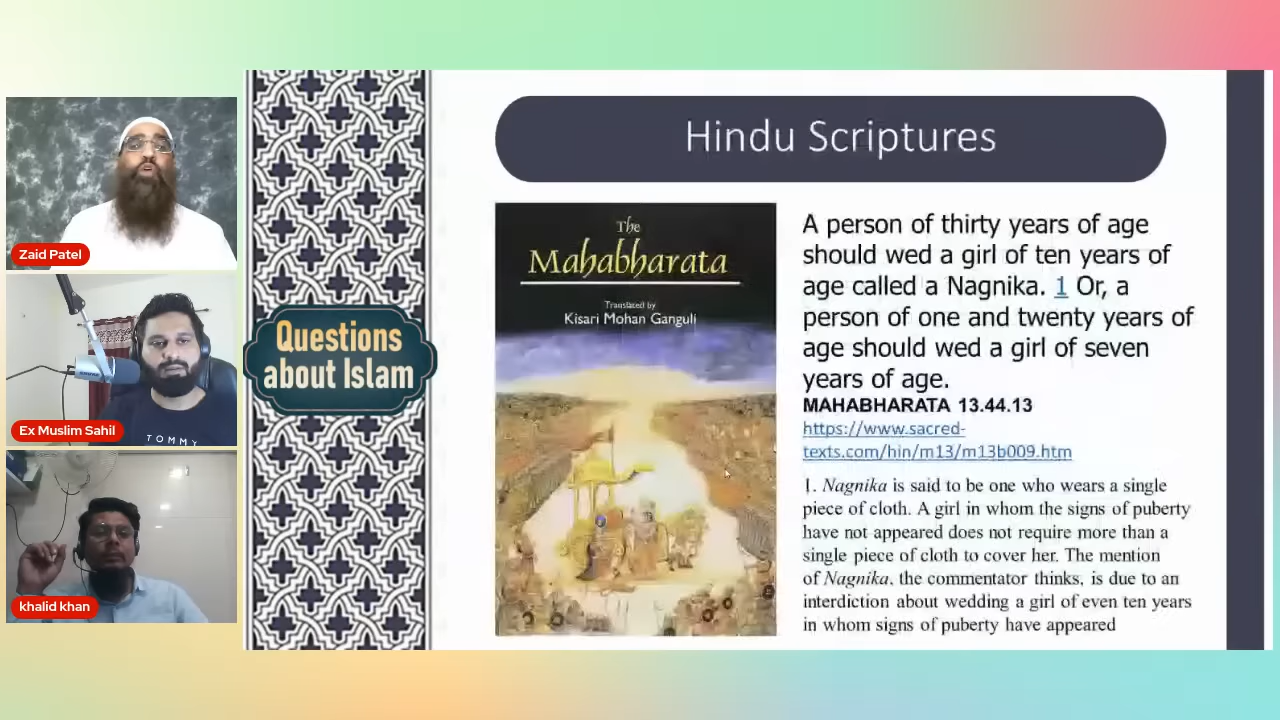 Zaid Patel
Ex Muslim Sahil
TOMMY
khalid khan
Questions
about Islam
Hindu Scriptures
The
Mahabharata
Translated by
Kisari Mohan Ganguli
A person of thirty years of age
should wed a girl of ten years of
age called a Nagnika. 1 Or, a
person of one and twenty years of
age should wed a girl of seven
years of age.
MAHABHARATA 13.44.13
https://www.sacred-
texts.com/hin/m13/m13b009.htm
1. Nagnika is said to be one who wears a single
piece of cloth. A girl in whom the signs of puberty
have not appeared does not require more than a
single piece of cloth to cover her. The mention
of Nagnika, the commentator thinks, is due to an
interdiction about wedding a girl of even ten years
in whom signs of puberty have appeared